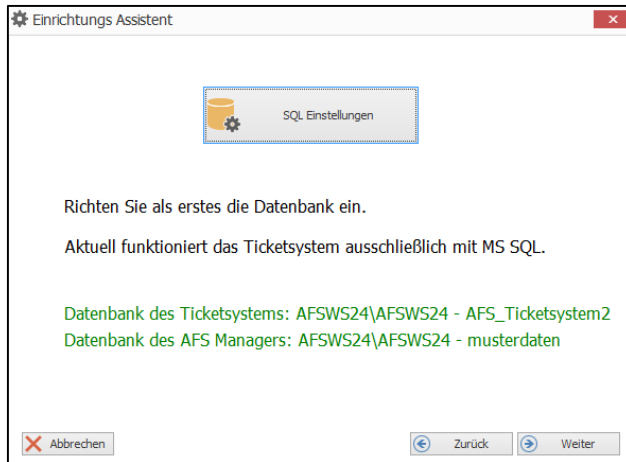 Einrichtungs Assistent
SQL Einstellungen
Richten Sie als erstes die Datenbank ein.
Aktuell funktioniert das Ticketsystem ausschließlich mit MS SQL.
Datenbank des Ticketsystems: AFSWS24\AFSWS24 - AFS_Ticketsystem2
Datenbank des AFS Managers: AFSWS24\AFSWS24 - musterdaten
Abbrechen
Zurück
Weiter